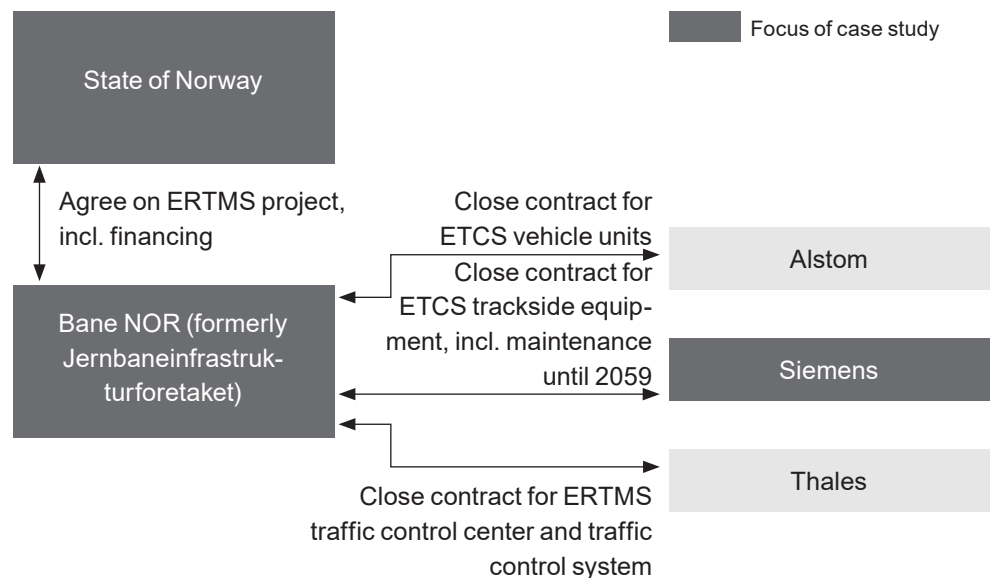 State of Norway
Focus of case study
Agree on ERTMS project,
incl. financing
Close contract for
ETCS vehicle units
Alstom
Close contract for
ETCS trackside equip-
ment, incl. maintenance
until 2059
Bane NOR (formerly
Jernbaneinfrastruk-
turforetaket)
Siemens
Thales
Close contract for ERTMS
traffic control center and traffic
control system